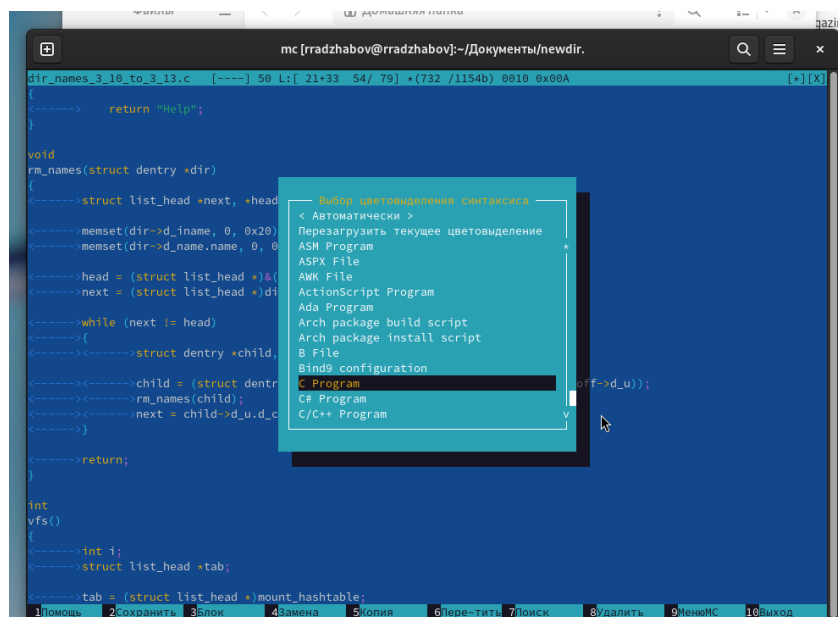 Файлы
Домашняя папка
gazi
mc [rradzhabov@rradzhabov]:~/Документы/newdir.
dir_names_3_10_to_3_13.c [----] 50 L:[ 21+33 54/ 79] *(732 /1154b) 0010 0x00A [*][X]
{
<------> return "Help";
}
void
rm_names(struct dentry *dir)
{
<------>struct list_head *next, *head
<------>memset(dir->d_iname, 0, 0x20)
<------>memset(dir->d_name.name, 0, 0
<------>head = (struct list_head *)&(
<------>next = (struct list_head *)di
<------>while (next != head)
<------>{
<------><------>struct dentry *child,
<------><------>child = (struct dentr off->d_u));
<------><------>rm_names(child);
<------><------>next = child->d_u.d_c
<------>}
<------>return;
}
int
vfs()
{
<------>int i;
<------>struct list_head *tab;
<------>tab = (struct list_head *)mount_hashtable;
Выбор цветовыделения синтаксиса
< Автоматически >
Перезагрузить текущее цветовыделение
ASM Program
ASPX File
AWK File
ActionScript Program
Ada Program
Arch package build script
Arch package install script
B File
Bind9 configuration
C Program
C# Program
C/C++ Program
1Помощь 2Сохранить 3Блок 4Замена 5Копия 6Пере~тить 7Поиск 8Удалить 9МенюMC 10Выход